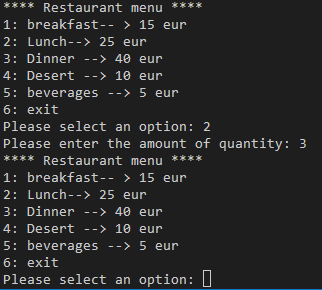 **** Restaurant menu ****
1: breakfast-- > 15 eur
2: Lunch--> 25 eur
3: Dinner --> 40 eur
4: Desert --> 10 eur
5: beverages --> 5 eur
6: exit
Please select an option: 2
Please enter the amount of quantity: 3
**** Restaurant menu ****
1: breakfast-- > 15 eur
2: Lunch--> 25 eur
3: Dinner --> 40 eur
4: Desert --> 10 eur
5: beverages --> 5 eur
6: exit
Please select an option: